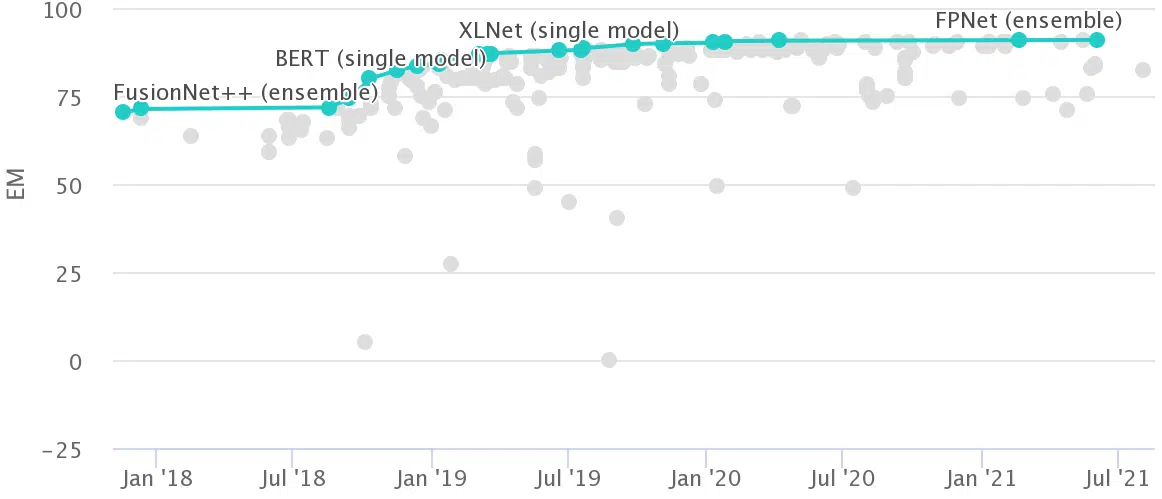 100
FPNet (ensemble)
XLNet (single model)
BERT (single model)
FusionNet++ (ensemble)
75
50
EM
25
0
-25
Jan '18 Jul '18 Jan '19 Jul '19 Jan '20 Jul '20 Jan '21 Jul '21